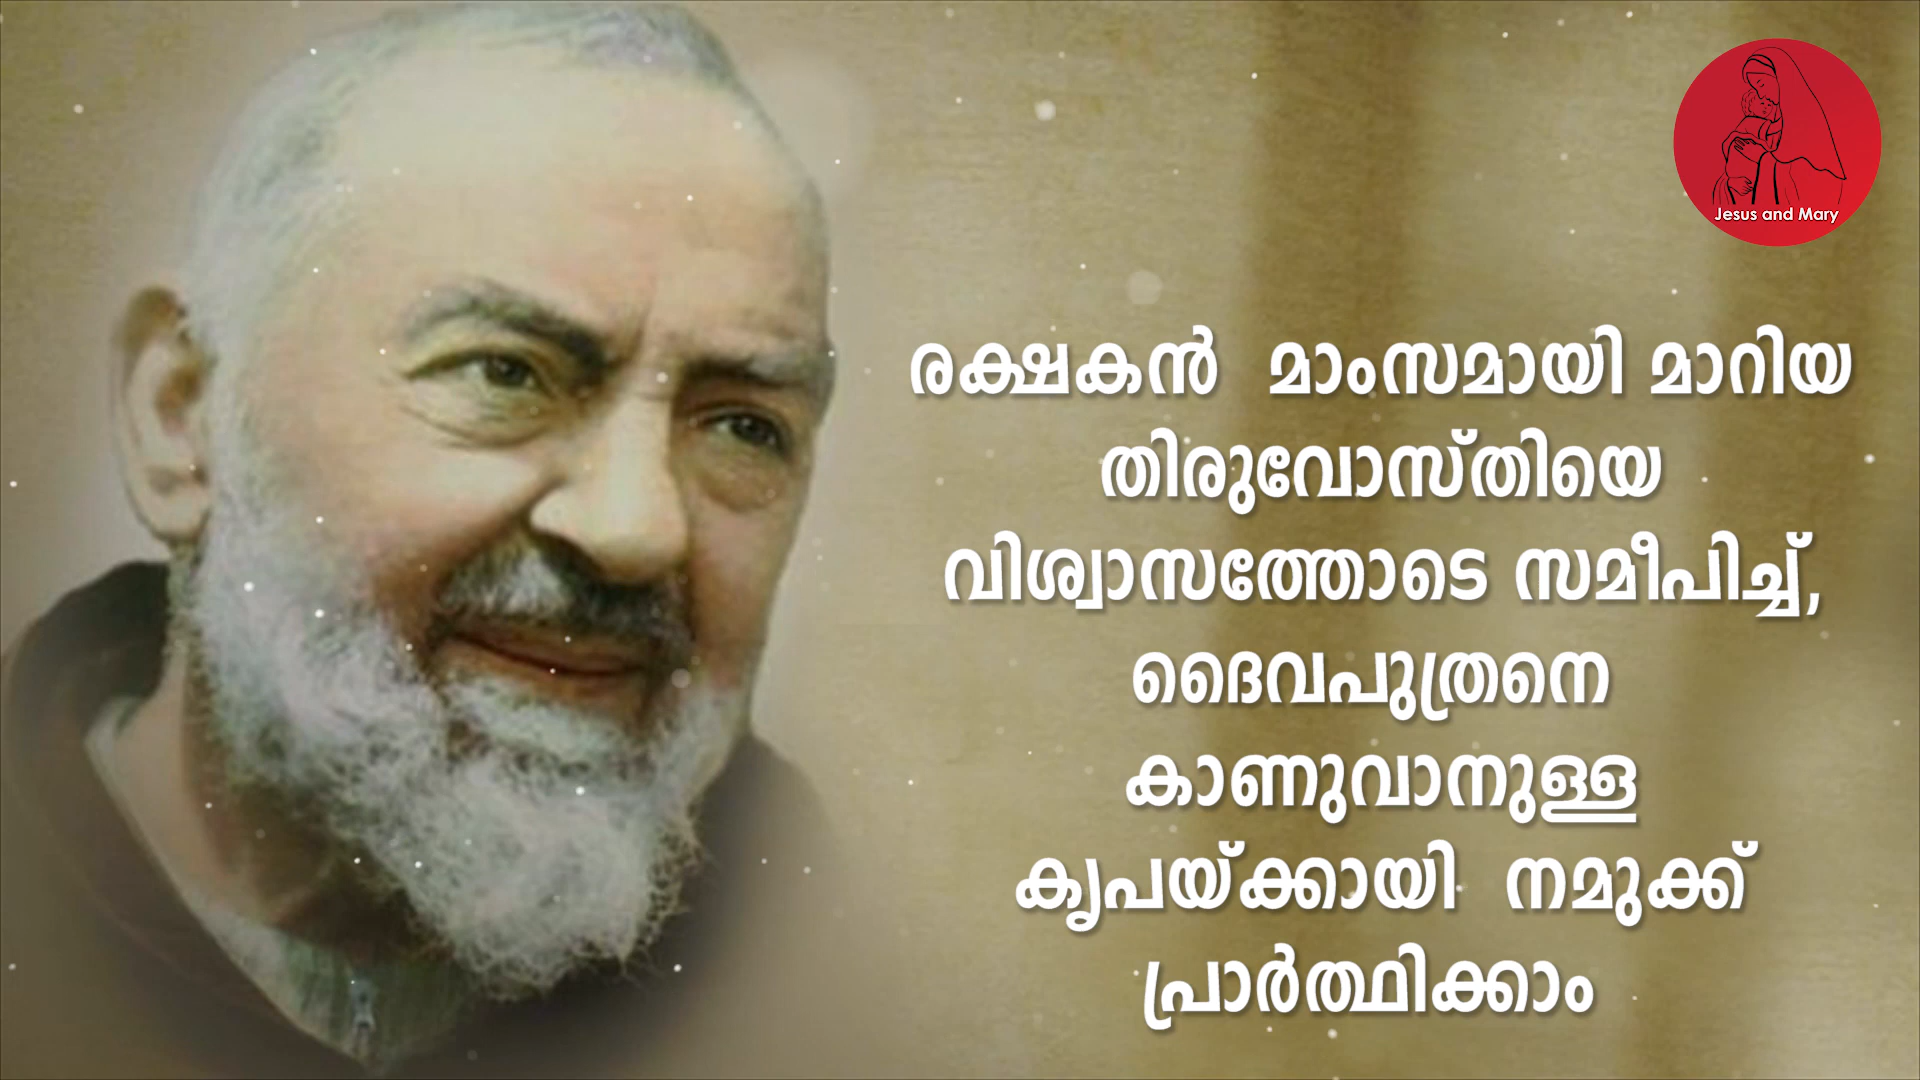 Jesus and Mary
രക്ഷകൻ മാംസമായി മാറിയ
തിരുവോസ്തിയെ
വിശ്വാസത്തോടെ സമീപിച്ച്,
ദൈവപുത്രനെ
കാണുവാനുള്ള
കൃപയ്ക്കായി നമുക്ക്
പ്രാർത്ഥിക്കാം